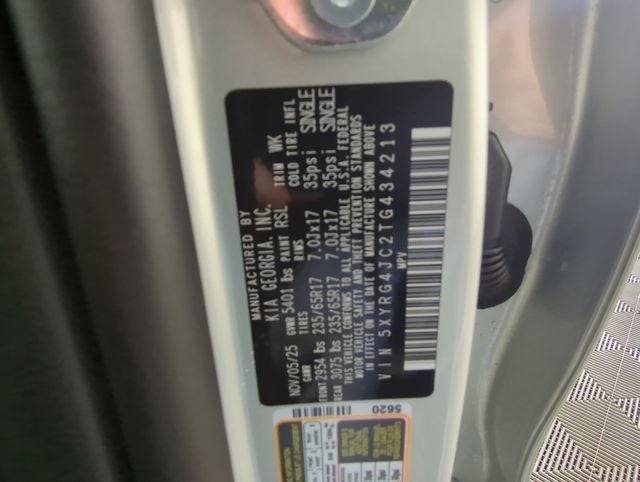 MANUFACTURED BY
KIA GEORGIA, INC.
NOV/05/25 GVWR 5401 lbs PAINT RSL TRIM WK
GAWR TIRES RIMS COLD TIRE INFL
FRONT 2954 lbs 235/65R17 7.0Jx17 35psi SINGLE
REAR 3075 lbs 235/65R17 7.0Jx17 35psi SINGLE
THIS VEHICLE CONFORMS TO ALL APPLICABLE U.S.A. FEDERAL
MOTOR VEHICLE SAFETY AND THEFT PREVENTION STANDARDS
IN EFFECT ON THE DATE OF MANUFACTURE SHOWN ABOVE
VIN 5XYRG4JC2TG434213
MPV
5620